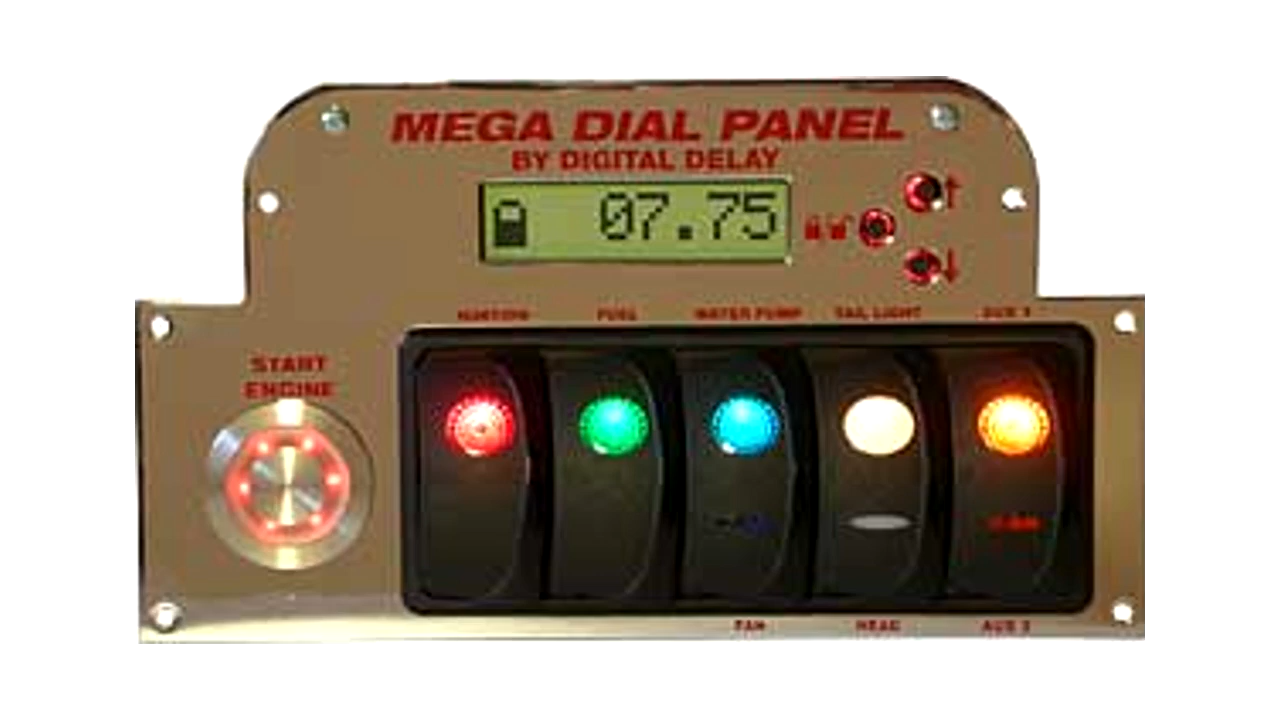 MEGA DIAL PANEL
BY DIGITAL DELAY
07.75
IGNITION FUEL WATER PUMP TAIL LIGHT AUX 1
START
ENGINE
FAN HEAD AUX 2